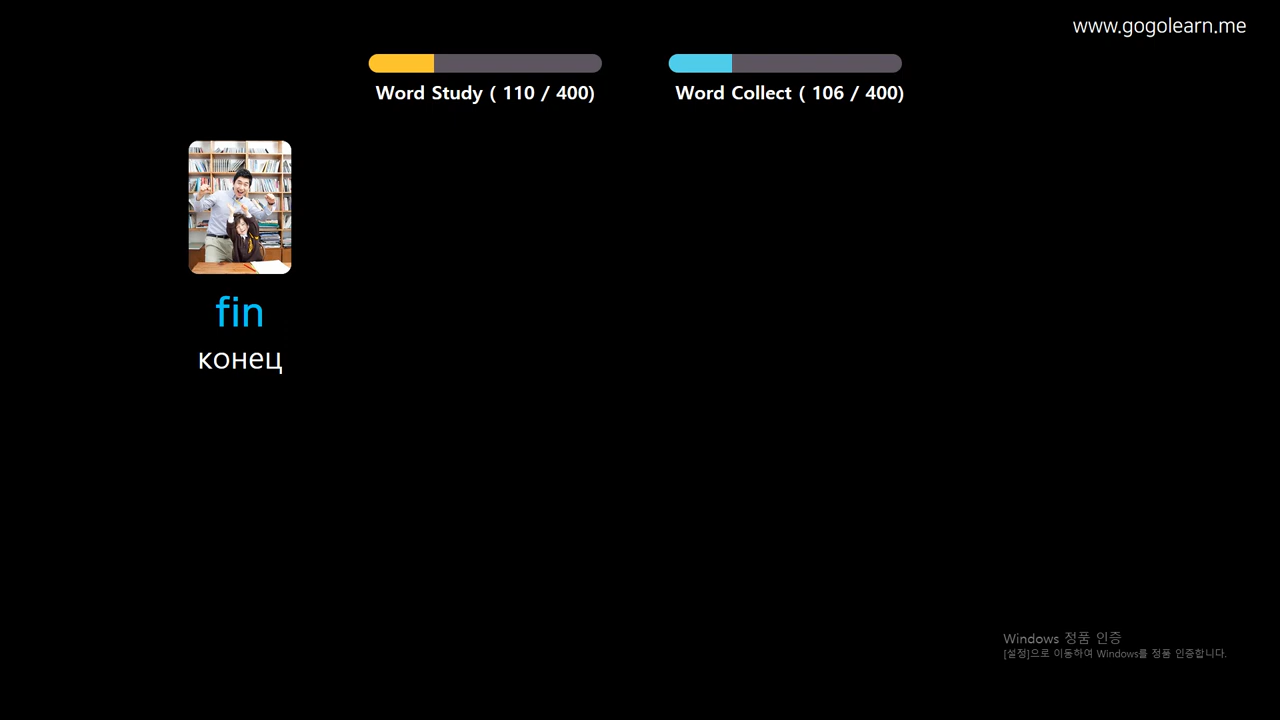 www.gogolearn.me
Word Study ( 110 / 400)
Word Collect ( 106 / 400)
fin
конец
Windows 정품 인증
[설정]으로 이동하여 Windows를 정품 인증합니다.